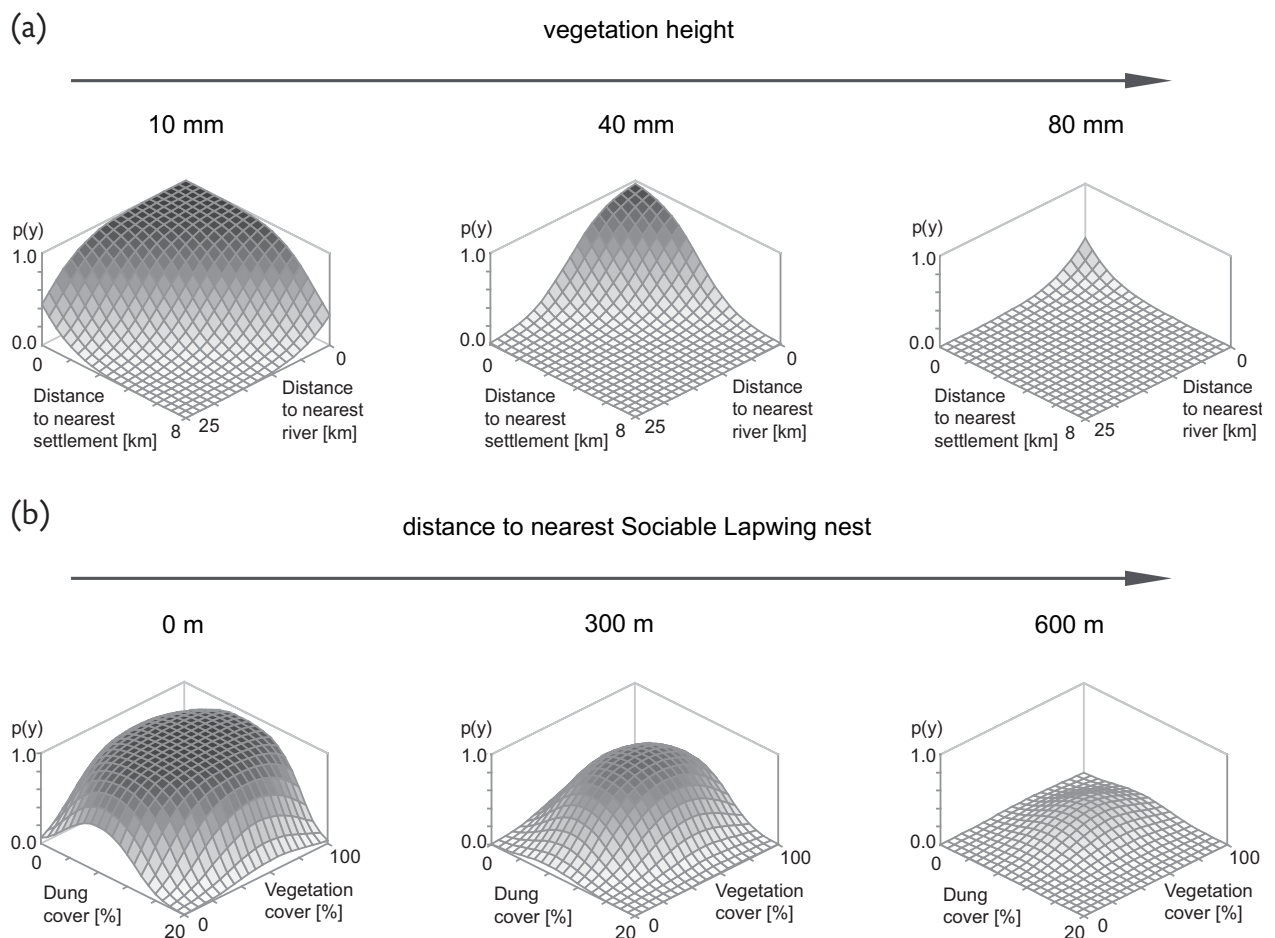 (a)
vegetation height
10 mm
40 mm
80 mm
p(y)
1.0
0.0
0
Distance
to nearest
settlement [km]
8
25
Distance
to nearest
river [km]
0
p(y)
1.0
0.0
0
Distance
to nearest
settlement [km]
8
25
Distance
to nearest
river [km]
0
p(y)
1.0
0.0
0
Distance
to nearest
settlement [km]
8
25
Distance
to nearest
river [km]
0
(b)
distance to nearest Sociable Lapwing nest
0 m
300 m
600 m
p(y)
1.0
0.0
0
Dung
cover [%]
20
0
Vegetation
cover [%]
100
p(y)
1.0
0.0
0
Dung
cover [%]
20
0
Vegetation
cover [%]
100
p(y)
1.0
0.0
0
Dung
cover [%]
20
0
Vegetation
cover [%]
100